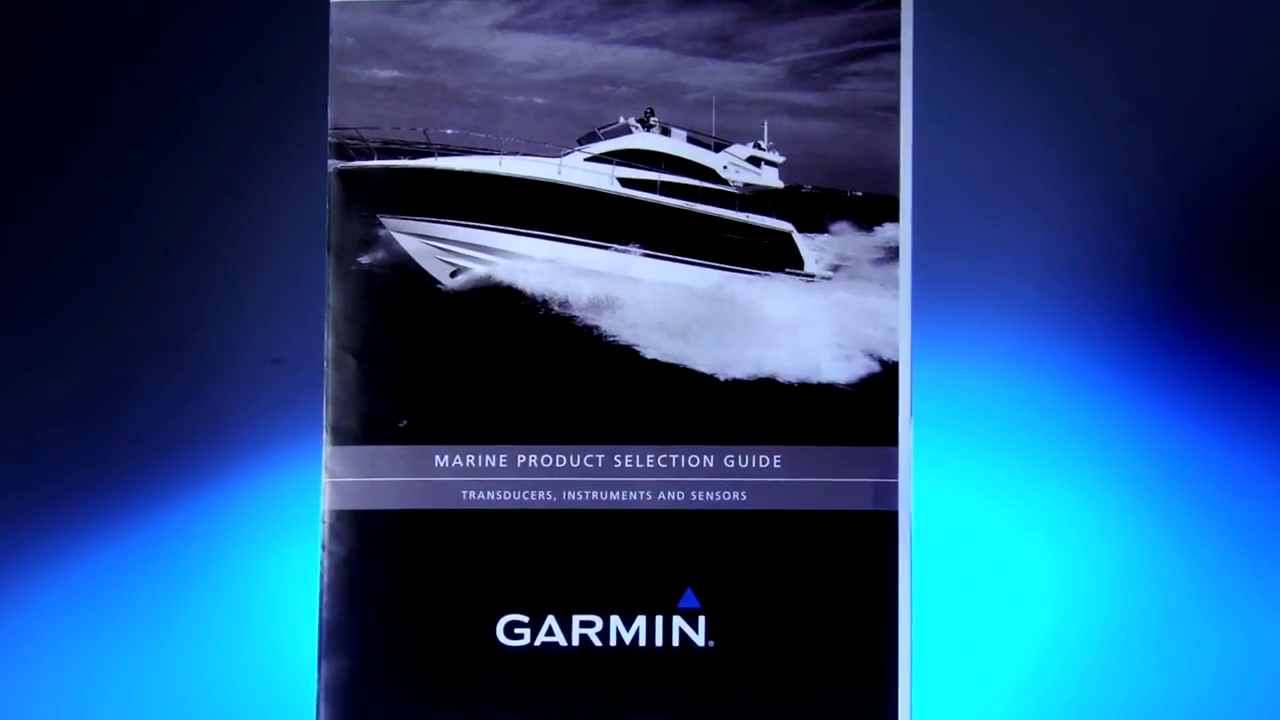 MARINE PRODUCT SELECTION GUIDE
TRANSDUCERS, INSTRUMENTS AND SENSORS
GARMIN®